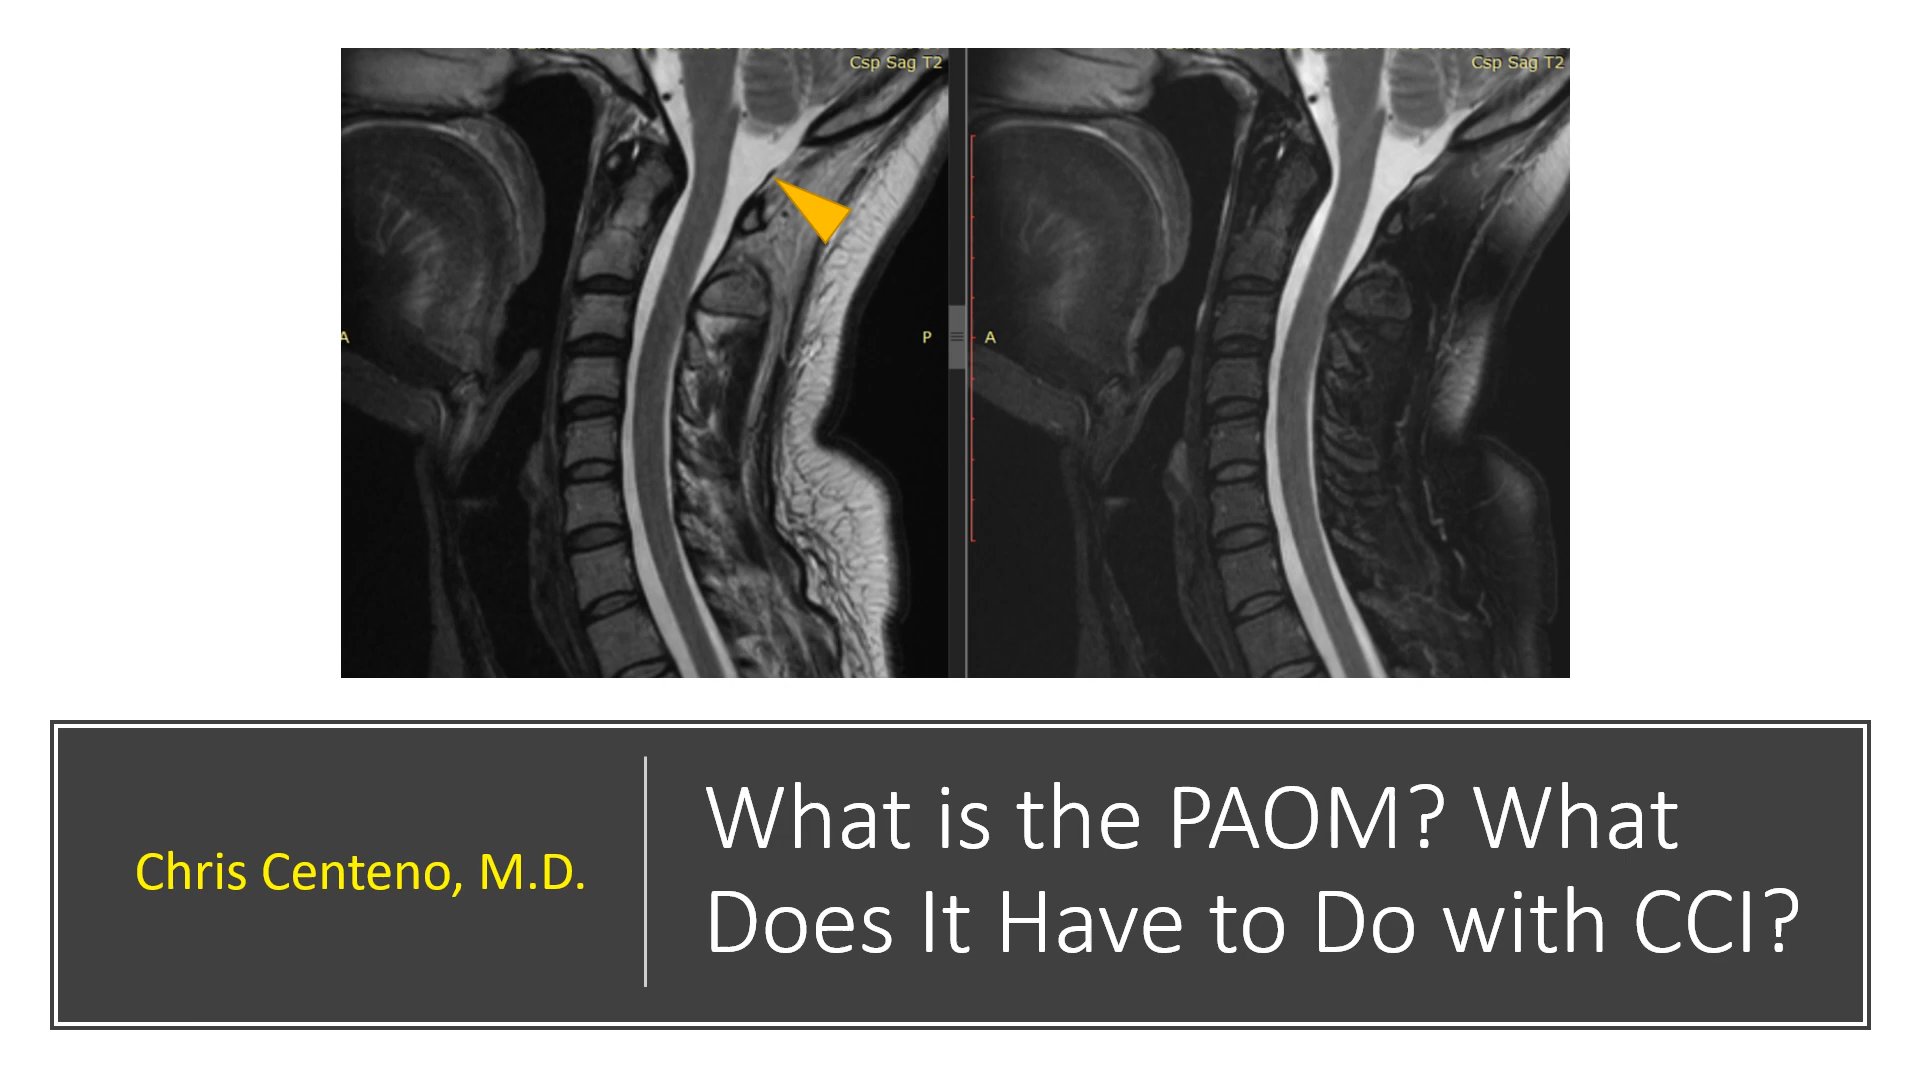 Csp Sag T2
Csp Sag T2
A
P
A
Chris Centeno, M.D.
What is the PAOM? What
Does It Have to Do with CCI?